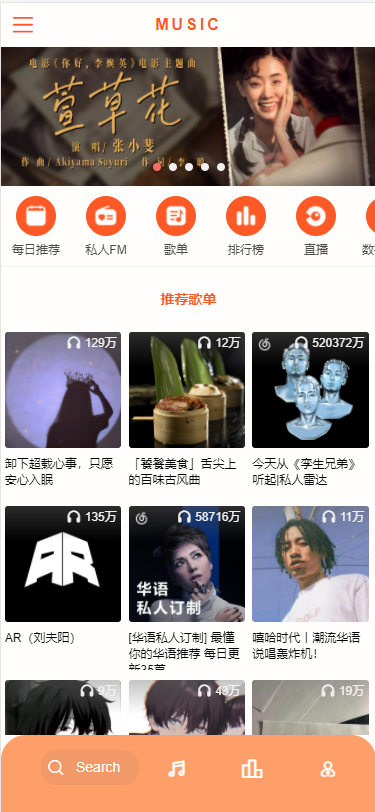 MUSIC
电影《你好，李焕英》电影主题曲
萱草花
演 唱/ 张小斐
作 曲/ Akiyama Sayuri 作 词/ 李 聪
每日推荐 私人FM 歌单 排行榜 直播 数
推荐歌单
129万 12万 520372万
卸下超载心事，只愿安心入眠
「饕餮美食」舌尖上的百味古风曲
今天从《孪生兄弟》听起|私人雷达
135万 58716万 11万
华语
私人订制
AR（刘夫阳）
[华语私人订制] 最懂你的华语推荐 每日更新35首
嘻哈时代丨潮流华语说唱轰炸机！
9万 43万 19万
Search